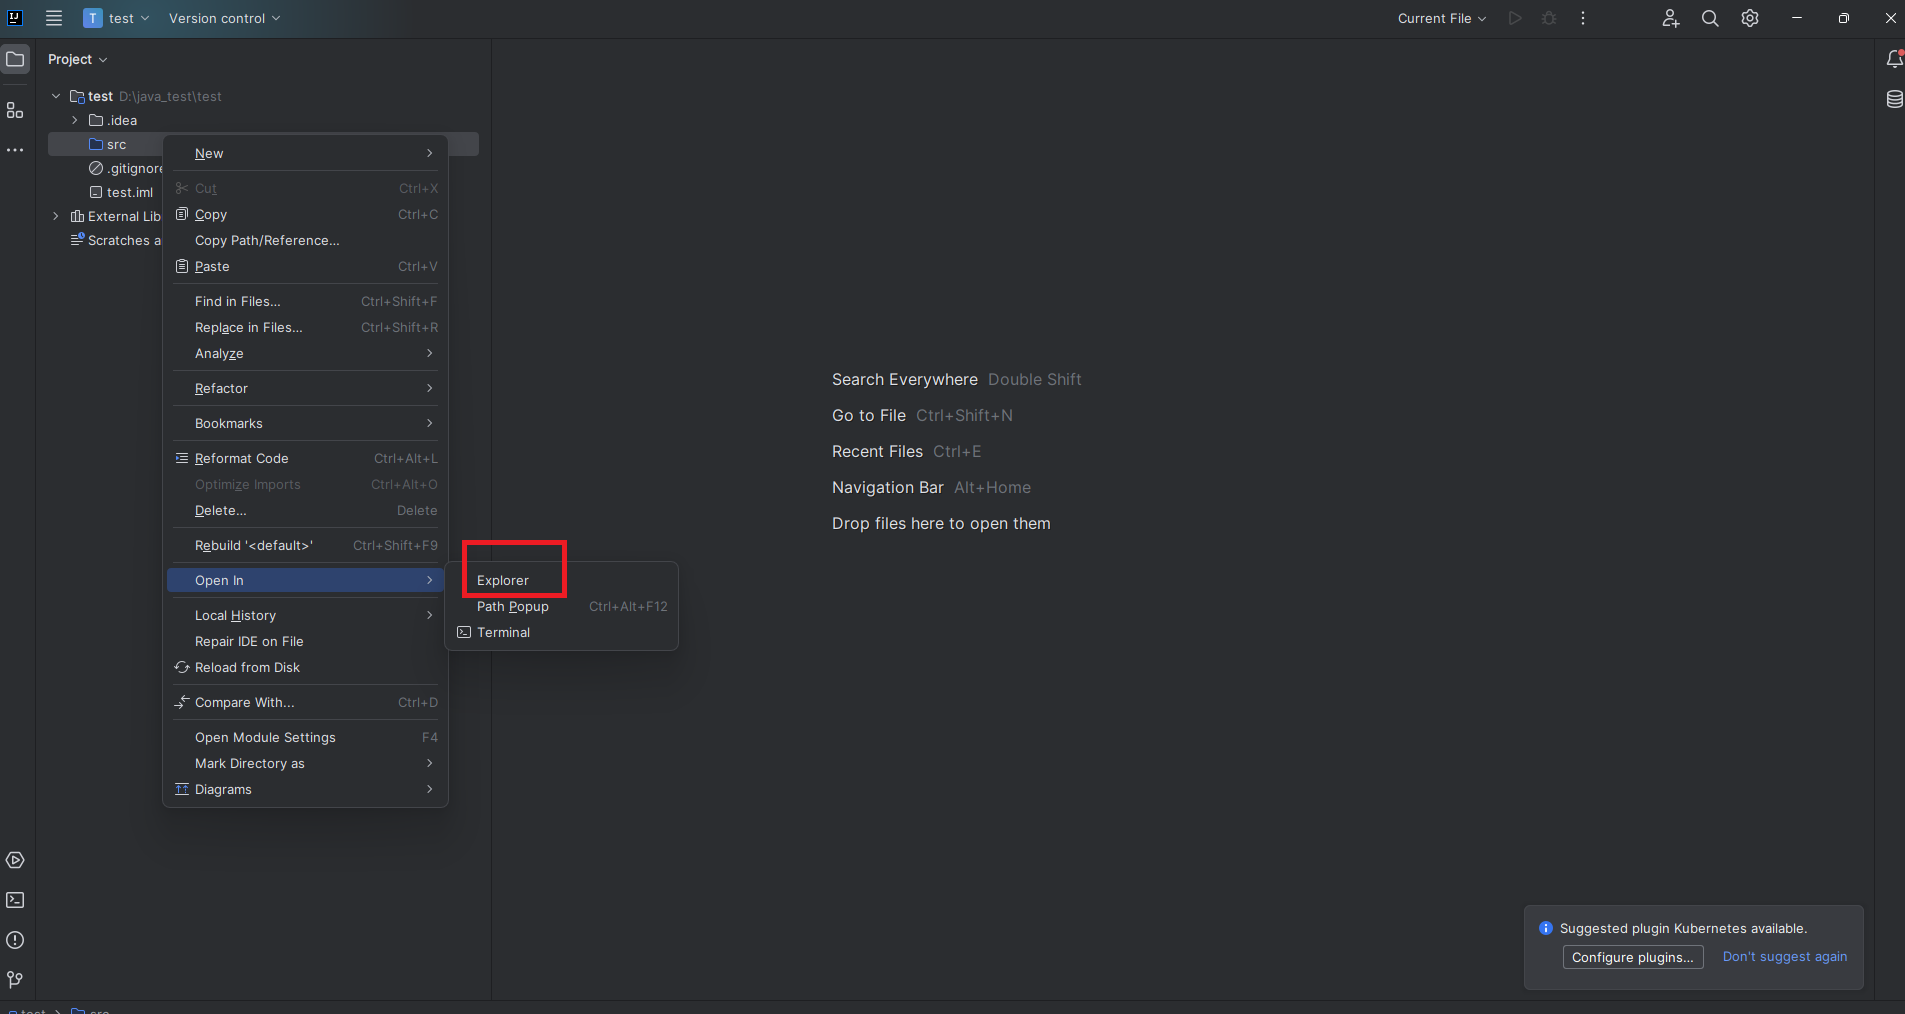 IJ
T test Version control Current File
Project
test D:\java_test\test
.idea
src
.gitignore
test.iml
External Lib
Scratches a
New
Cut Ctrl+X
Copy Ctrl+C
Copy Path/Reference...
Paste Ctrl+V
Find in Files... Ctrl+Shift+F
Replace in Files... Ctrl+Shift+R
Analyze
Refactor
Bookmarks
Reformat Code Ctrl+Alt+L
Optimize Imports Ctrl+Alt+O
Delete... Delete
Rebuild '<default>' Ctrl+Shift+F9
Open In
Local History
Repair IDE on File
Reload from Disk
Compare With... Ctrl+D
Open Module Settings F4
Mark Directory as
Diagrams
Explorer
Path Popup Ctrl+Alt+F12
Terminal
Search Everywhere Double Shift
Go to File Ctrl+Shift+N
Recent Files Ctrl+E
Navigation Bar Alt+Home
Drop files here to open them
Suggested plugin Kubernetes available.
Configure plugins... Don't suggest again
test src